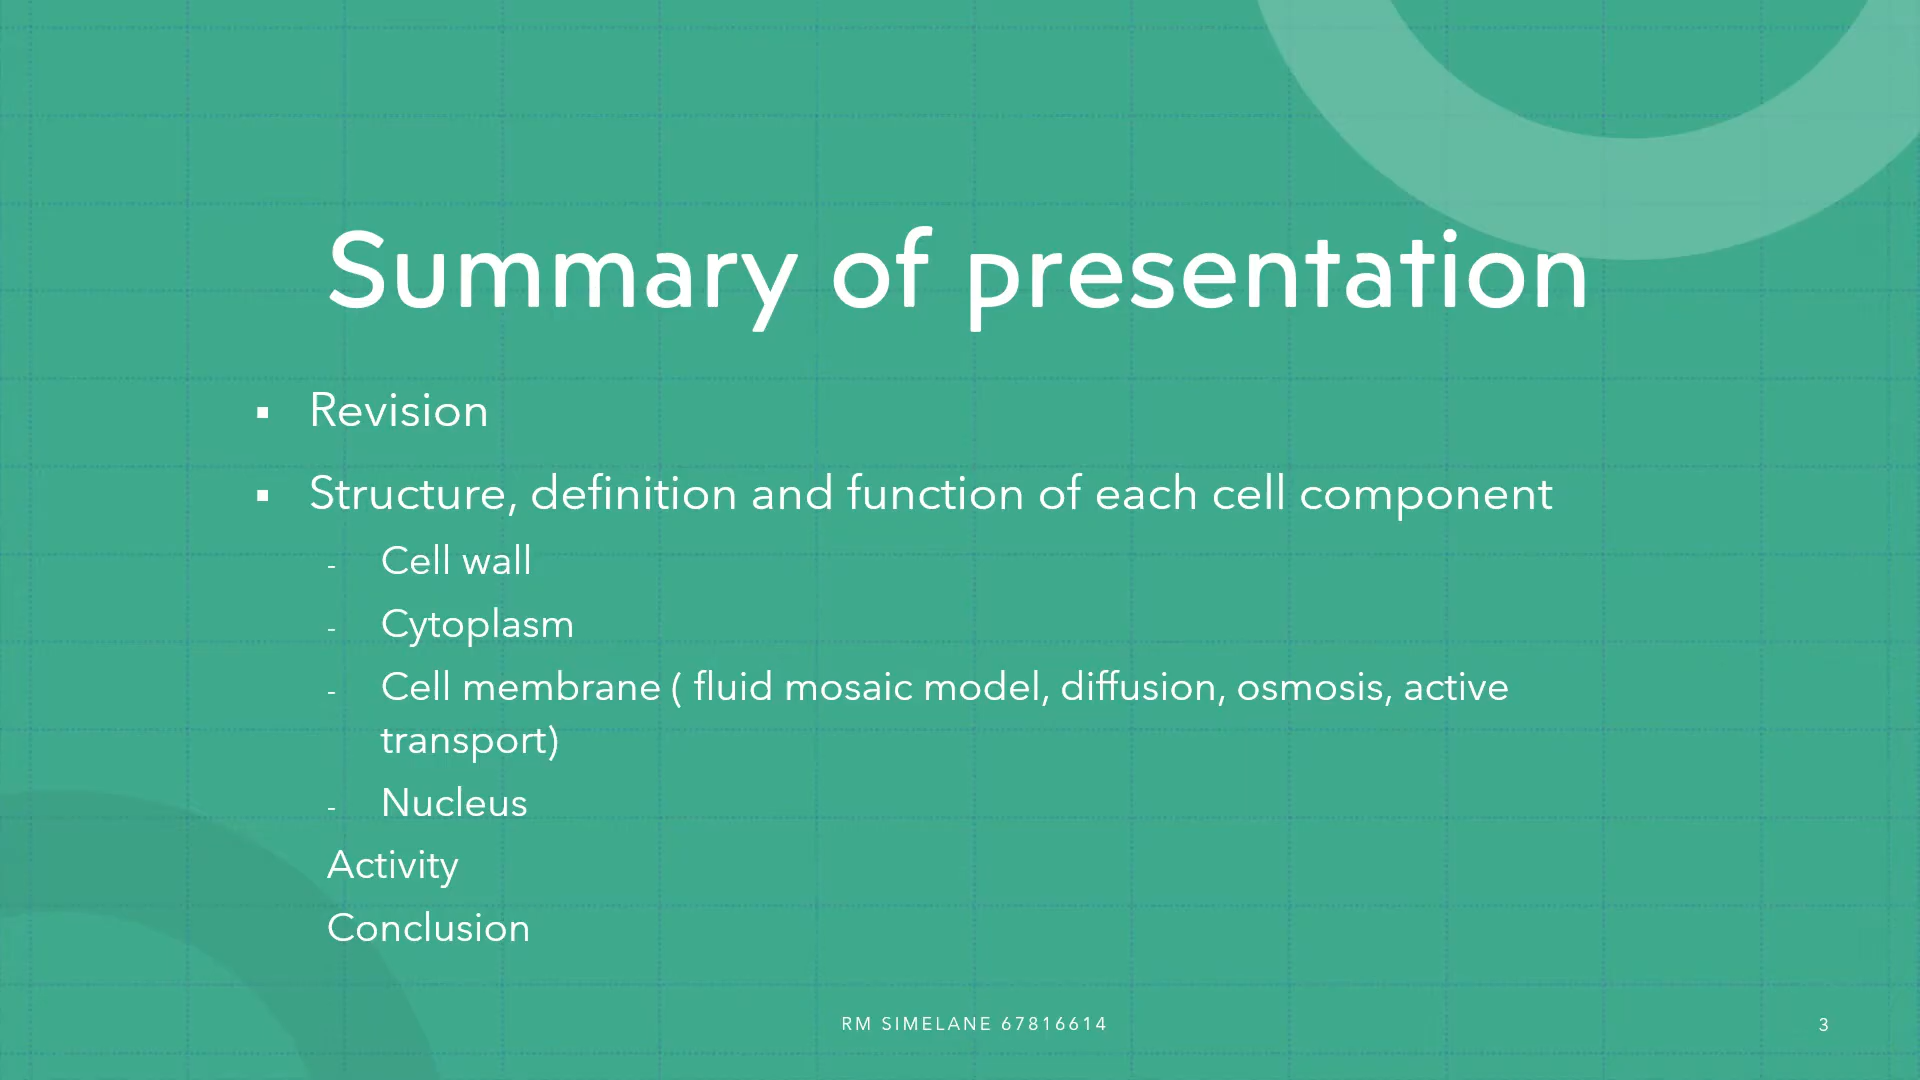 Summary of presentation
▪ Revision
▪ Structure, definition and function of each cell component
- Cell wall
- Cytoplasm
- Cell membrane ( fluid mosaic model, diffusion, osmosis, active
transport)
- Nucleus
Activity
Conclusion
RM SIMELANE 67816614
3